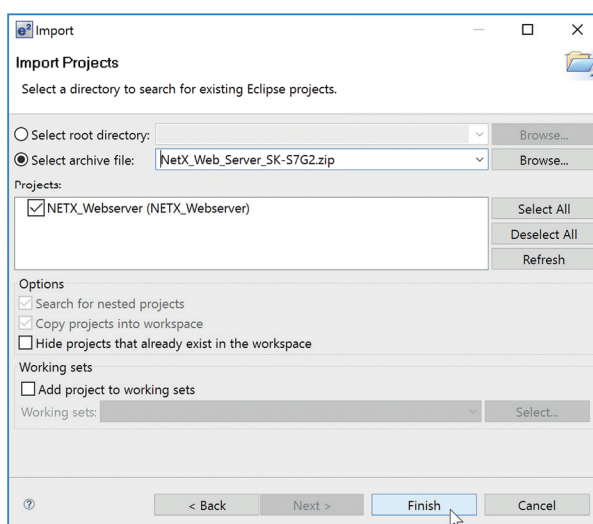 e² Import
Import Projects
Select a directory to search for existing Eclipse projects.
Select root directory:
Browse...
Select archive file:
NetX_Web_Server_SK-S7G2.zip
Browse...
Projects:
NETX_Webserver (NETX_Webserver)
Select All
Deselect All
Refresh
Options
Search for nested projects
Copy projects into workspace
Hide projects that already exist in the workspace
Working sets
Add project to working sets
Working sets:
Select...
?
< Back
Next >
Finish
Cancel